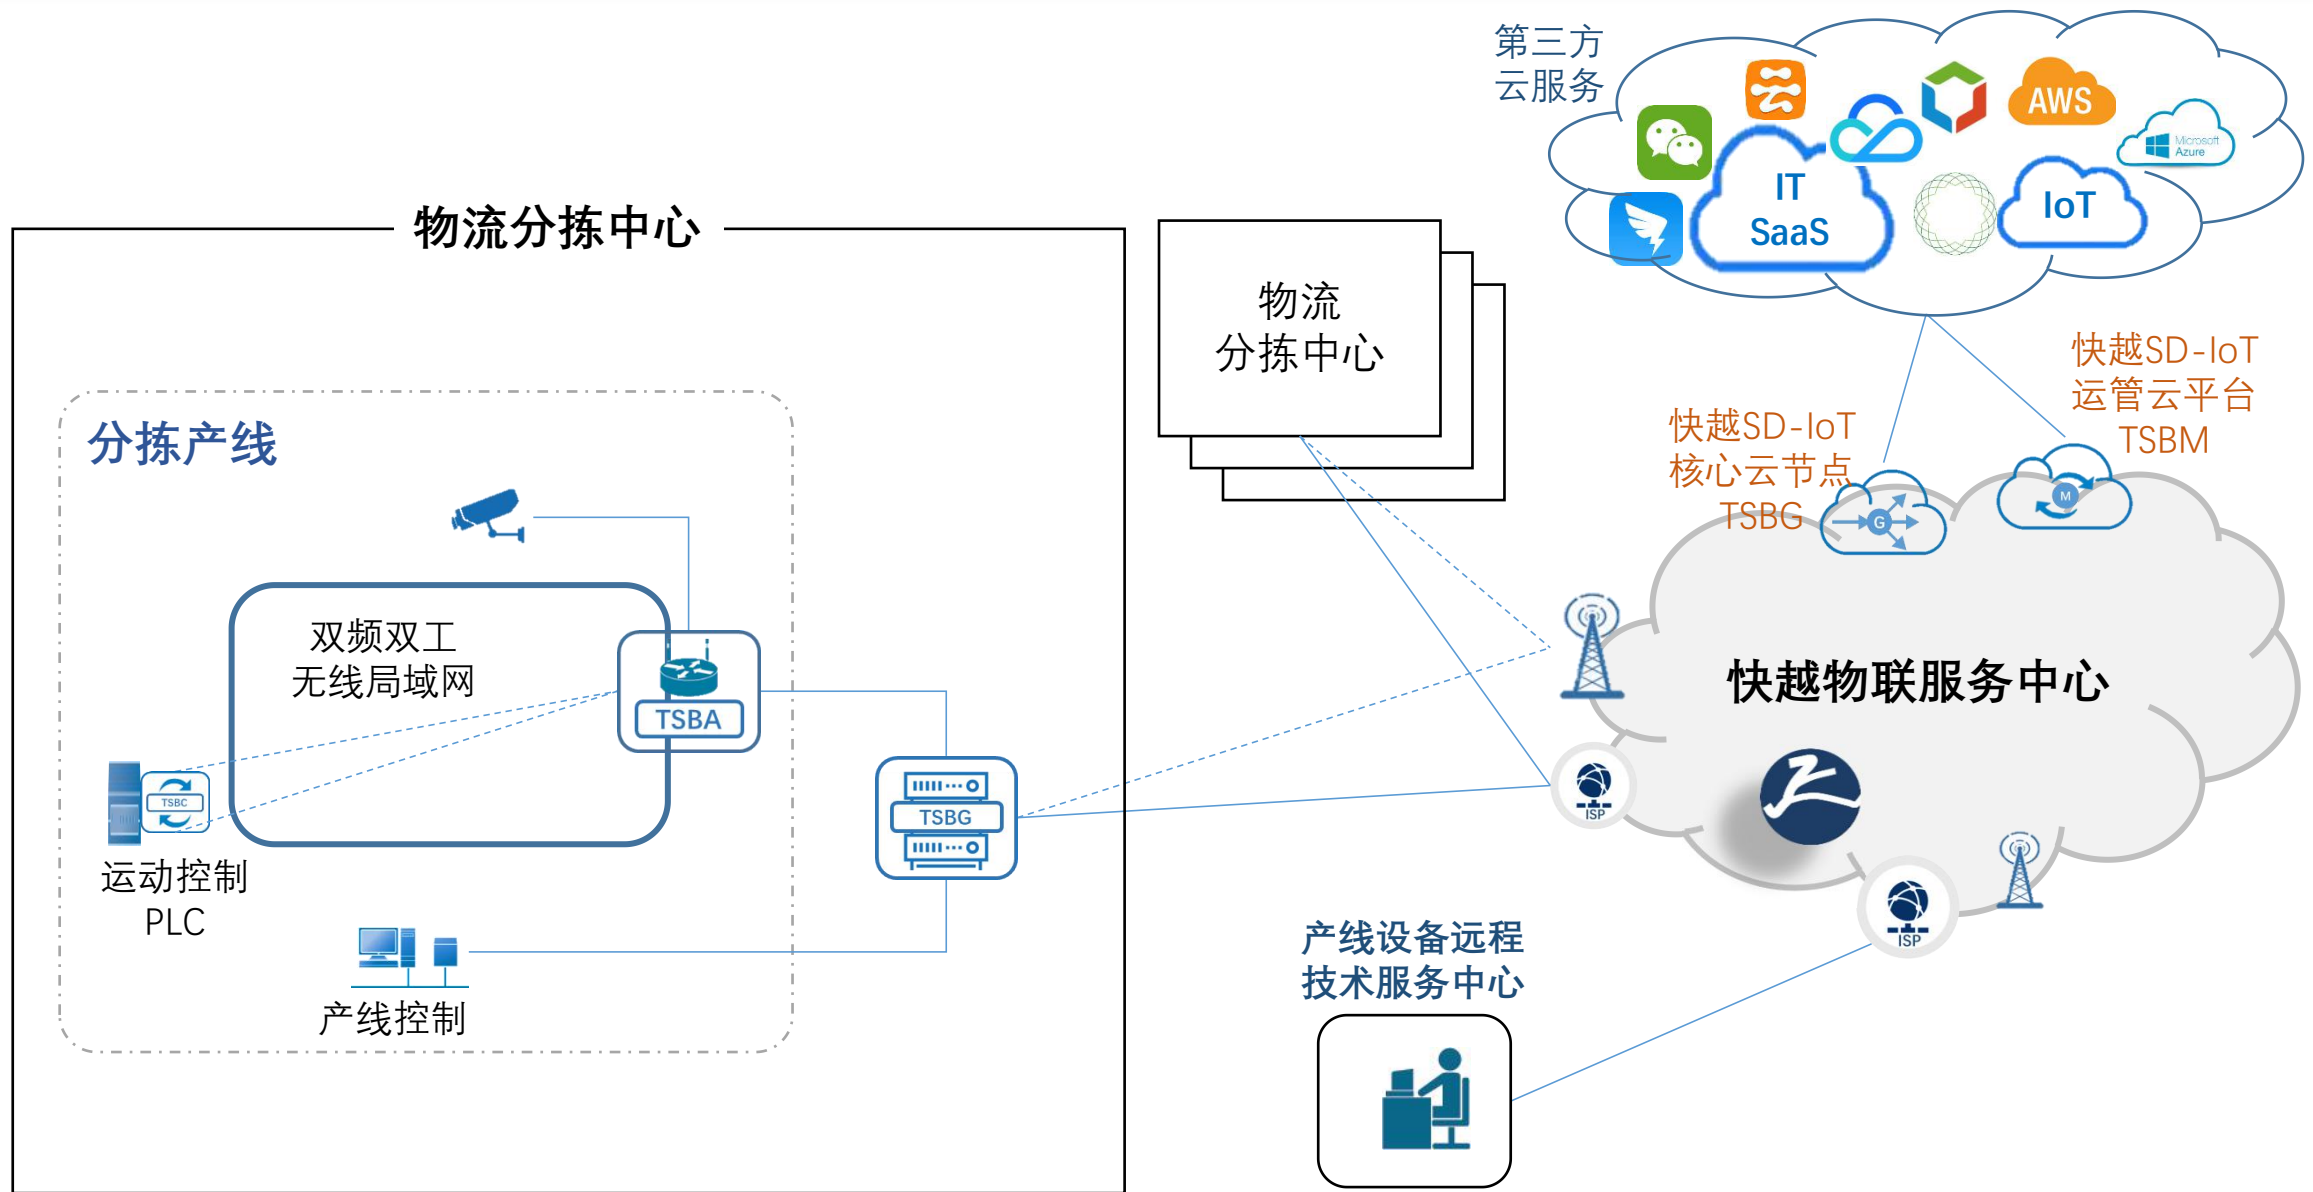 第三方
云服务
AWS
Microsoft
Azure
IT
SaaS
IoT
物流分拣中心
物流
分拣中心
快越SD-IoT
运管云平台
TSBM
快越SD-IoT
核心云节点
TSBG
M
G
分拣产线
双频双工
无线局域网
TSBA
快越物联服务中心
TSBC
TSBG
ISP
运动控制
PLC
ISP
产线设备远程
技术服务中心
产线控制